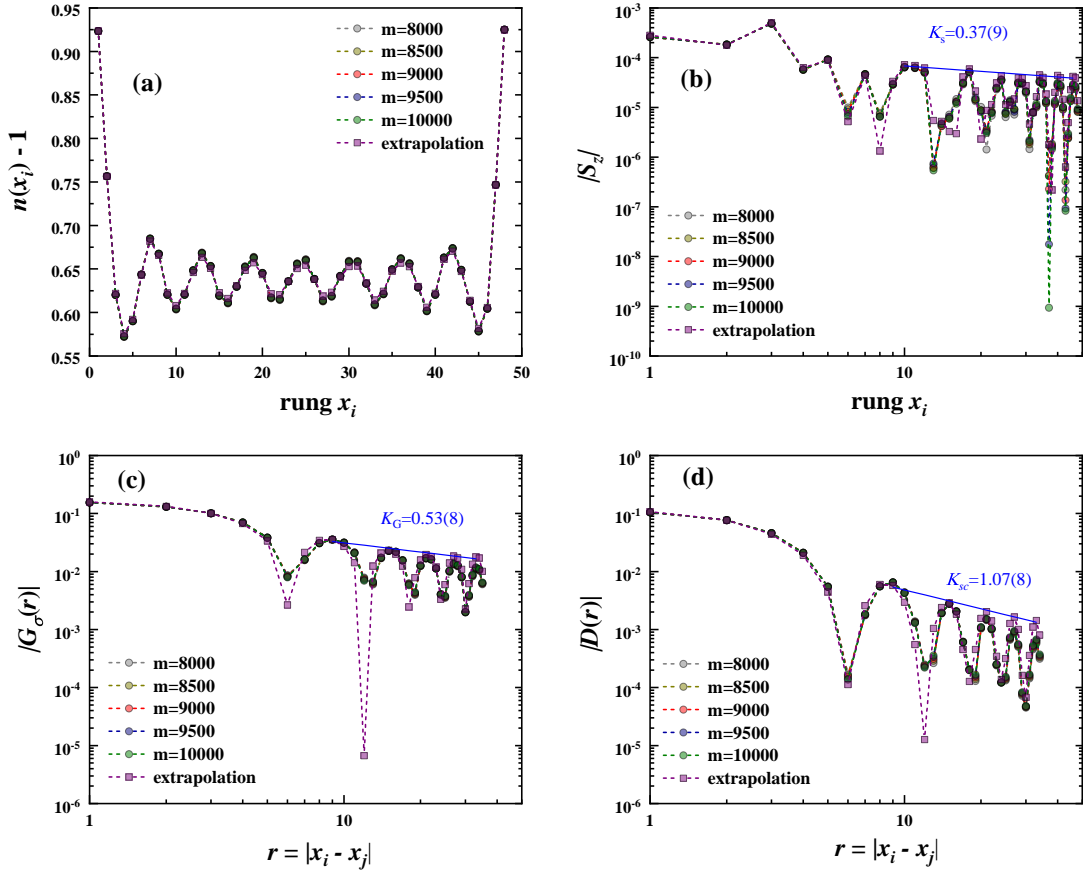 0.95
0.90
0.85
0.80
0.75
0.70
0.65
0.60
0.55
n(x_i) - 1
(a)
m=8000
m=8500
m=9000
m=9500
m=10000
extrapolation
0 10 20 30 40 50
rung x_i
10^-3
10^-4
10^-5
10^-6
10^-7
10^-8
10^-9
10^-10
|S_z|
(b)
K_s=0.37(9)
m=8000
m=8500
m=9000
m=9500
m=10000
extrapolation
1 10
rung x_i
10^0
10^-1
10^-2
10^-3
10^-4
10^-5
10^-6
|G_σ(r)|
(c)
K_G=0.53(8)
m=8000
m=8500
m=9000
m=9500
m=10000
extrapolation
1 10
r = |x_i - x_j|
10^0
10^-1
10^-2
10^-3
10^-4
10^-5
10^-6
|D(r)|
(d)
K_sc=1.07(8)
m=8000
m=8500
m=9000
m=9500
m=10000
extrapolation
1 10
r = |x_i - x_j|